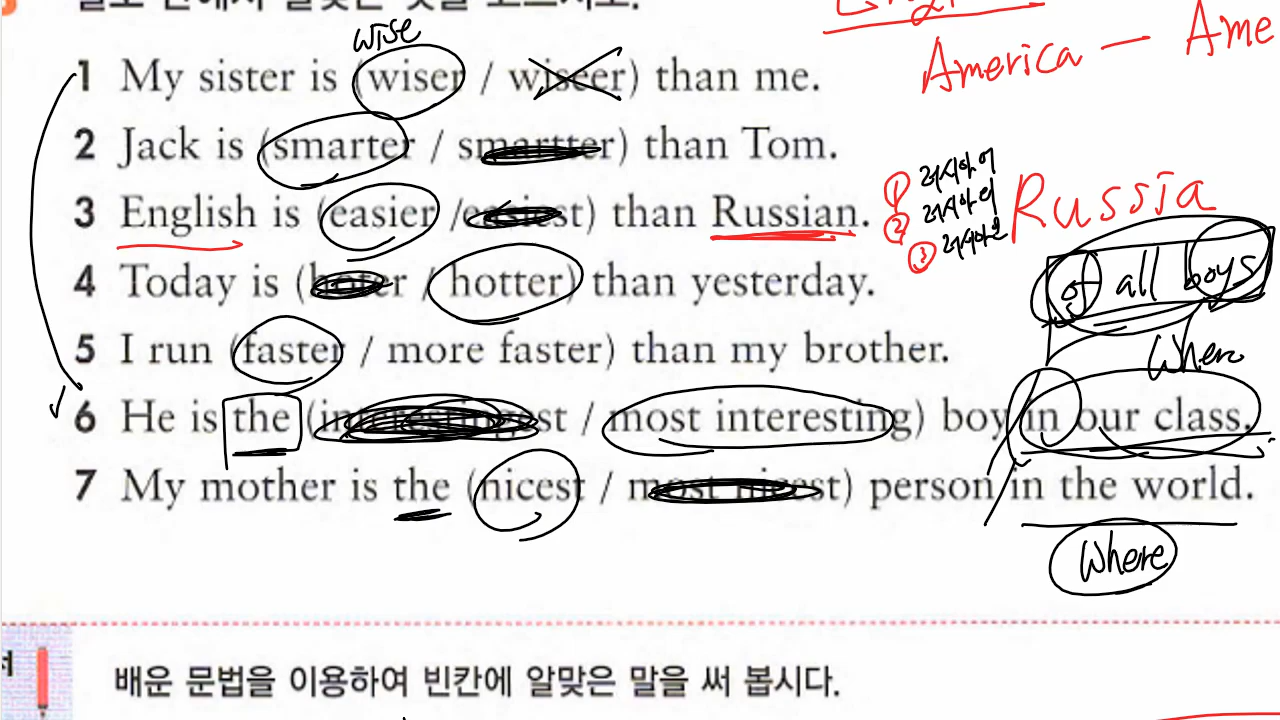 wise
1 My sister is (wiser / wiseer) than me.
America — Ame
2 Jack is (smarter / smartter) than Tom.
① 러시아어
3 English is (easier / easiest) than Russian.
② 러시아의
Russia
③
4 Today is (hoter / hotter) than yesterday.
of all boys
5 I run (faster / more faster) than my brother.
Where
6 He is the (interestingest / most interesting) boy in our class.
7 My mother is the (nicest / most nicest) person in the world.
Where
배운 문법을 이용하여 빈칸에 알맞은 말을 써 봅시다.